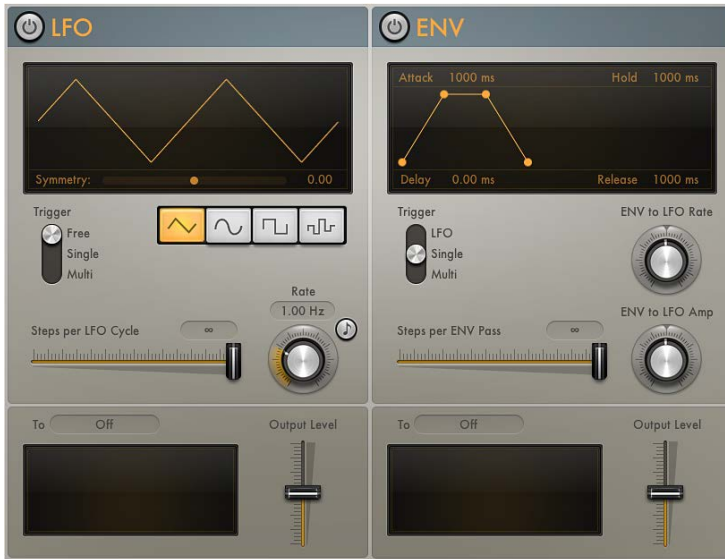 LFO
Symmetry: 0.00
Trigger
Free
Single
Multi
Rate
1.00 Hz
Steps per LFO Cycle ∞
To Off
Output Level
ENV
Attack 1000 ms Hold 1000 ms
Delay 0.00 ms Release 1000 ms
Trigger
LFO
Single
Multi
ENV to LFO Rate
ENV to LFO Amp
Steps per ENV Pass ∞
To Off
Output Level